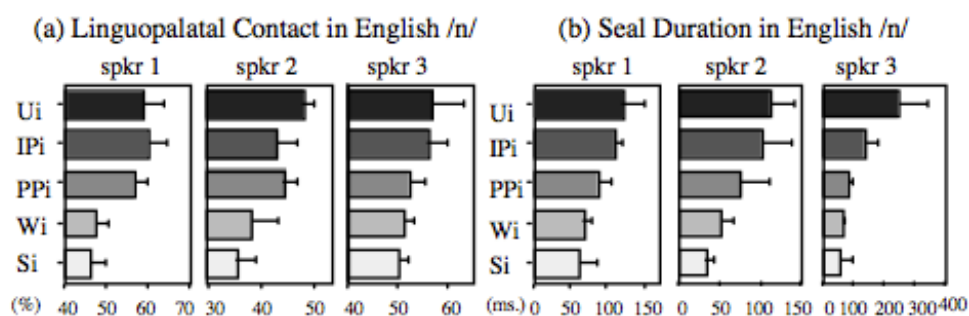 (a) Linguopalatal Contact in English /n/
(b) Seal Duration in English /n/
spkr 1
spkr 2
spkr 3
spkr 1
spkr 2
spkr 3
Ui
IPi
PPi
Wi
Si
Ui
IPi
PPi
Wi
Si
(%) 40 50 60 70
30 40 50
40 50 60
(ms.) 0 50 100 150
0 50 100 150
0 100 200 300 400